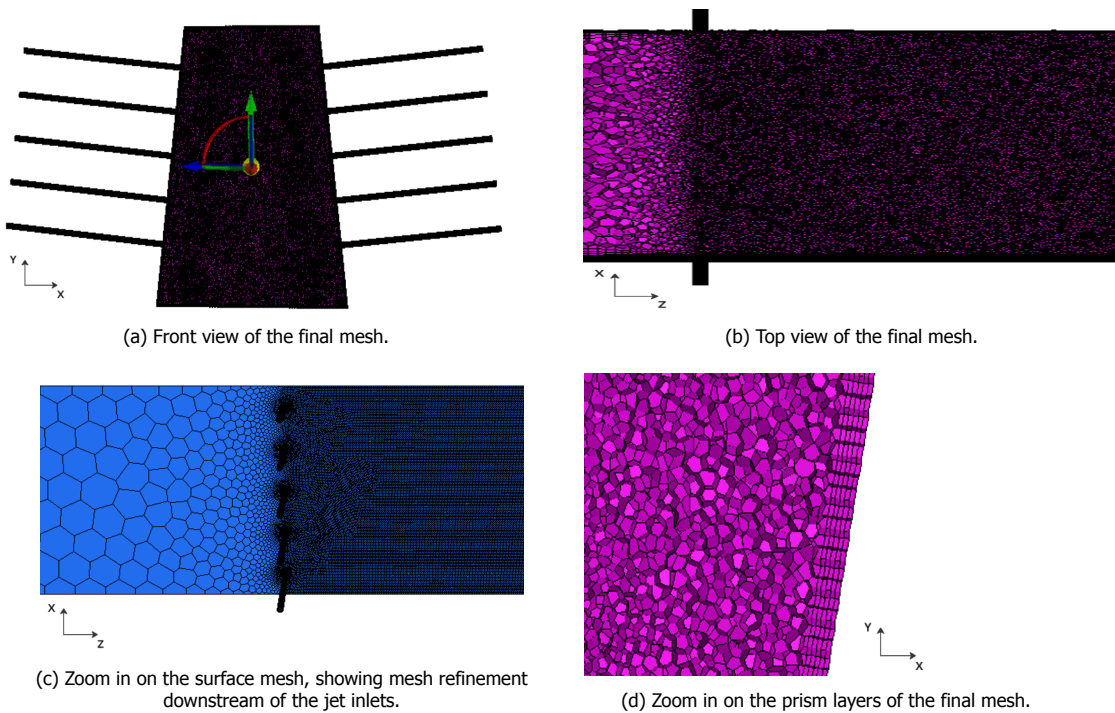 Y
X
(a) Front view of the final mesh.
X
Z
(b) Top view of the final mesh.
X
Z
(c) Zoom in on the surface mesh, showing mesh refinement
downstream of the jet inlets.
Y
X
(d) Zoom in on the prism layers of the final mesh.